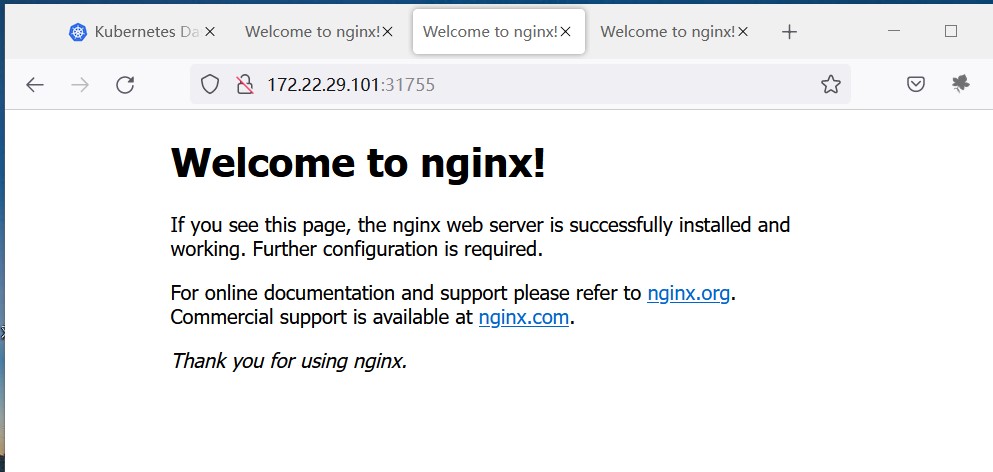 Kubernetes Da
Welcome to nginx!
Welcome to nginx!
Welcome to nginx!
172.22.29.101:31755
Welcome to nginx!
If you see this page, the nginx web server is successfully installed and
working. Further configuration is required.
For online documentation and support please refer to nginx.org.
Commercial support is available at nginx.com.
Thank you for using nginx.